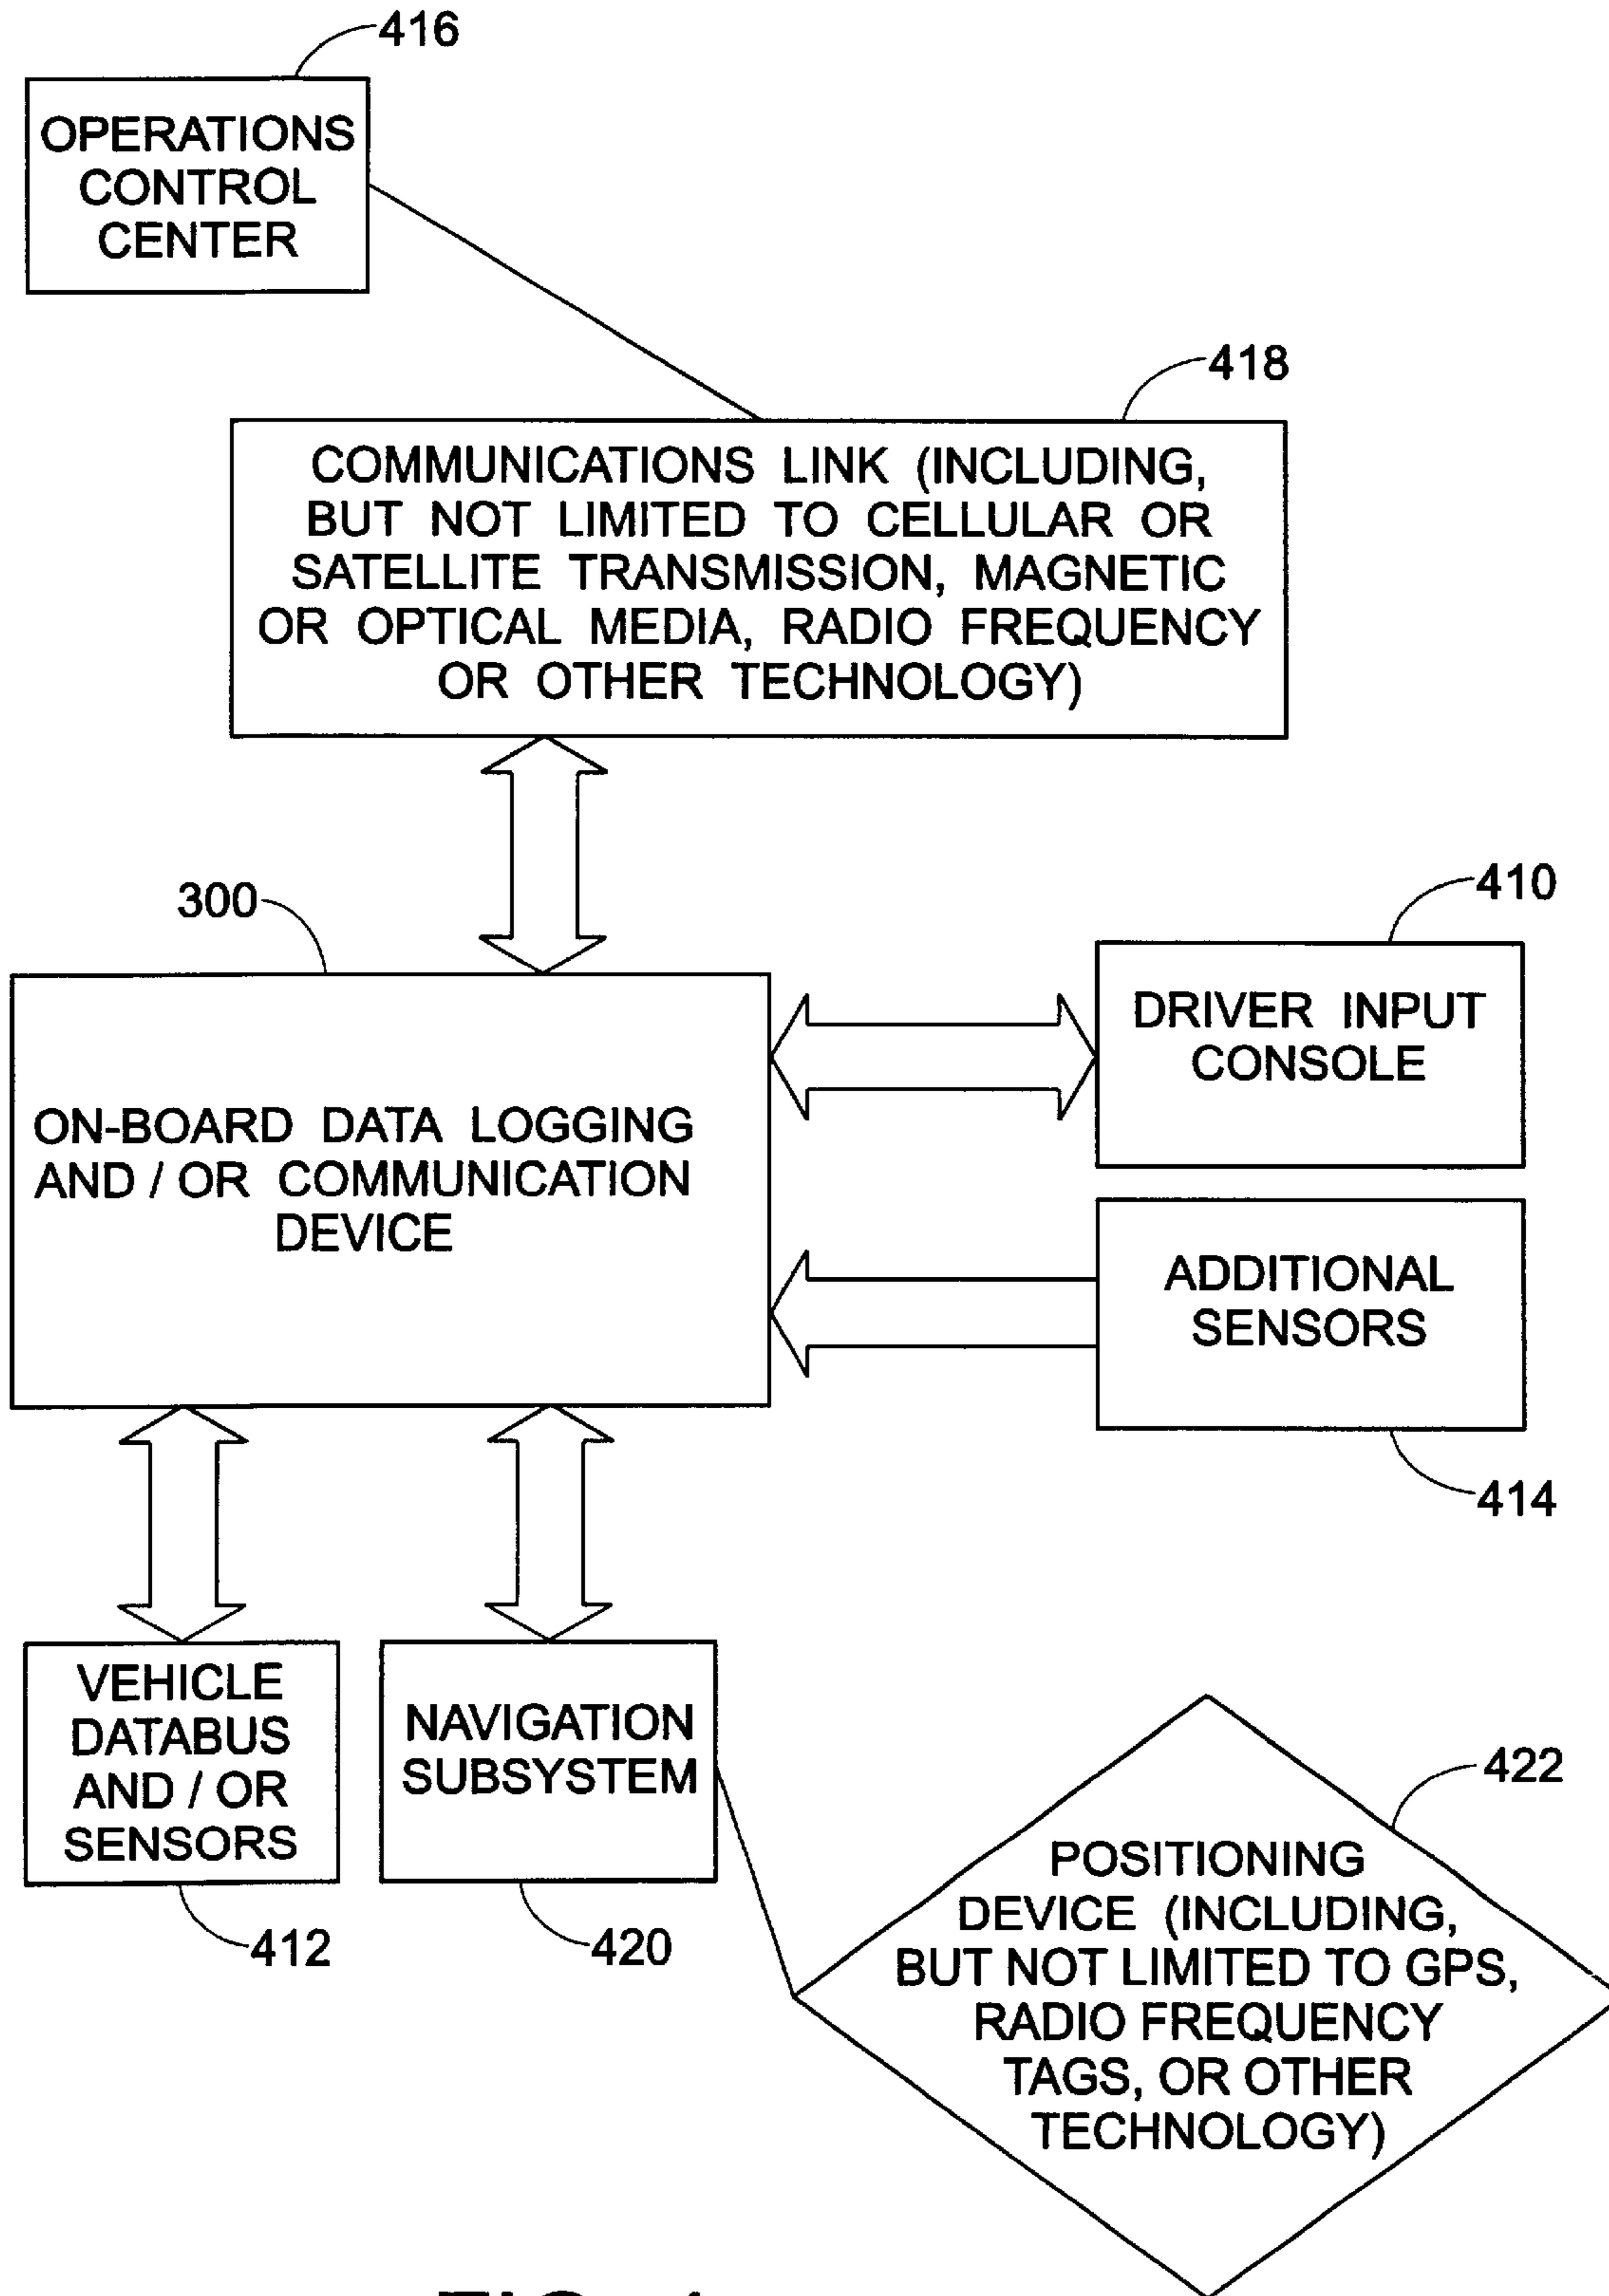 416
OPERATIONS
CONTROL
CENTER
418
COMMUNICATIONS LINK (INCLUDING,
BUT NOT LIMITED TO CELLULAR OR
SATELLITE TRANSMISSION, MAGNETIC
OR OPTICAL MEDIA, RADIO FREQUENCY
OR OTHER TECHNOLOGY)
300
410
DRIVER INPUT
CONSOLE
ON-BOARD DATA LOGGING
AND / OR COMMUNICATION
DEVICE
ADDITIONAL
SENSORS
414
VEHICLE
DATABUS
AND / OR
SENSORS
412
NAVIGATION
SUBSYSTEM
420
422
POSITIONING
DEVICE (INCLUDING,
BUT NOT LIMITED TO GPS,
RADIO FREQUENCY
TAGS, OR OTHER
TECHNOLOGY)